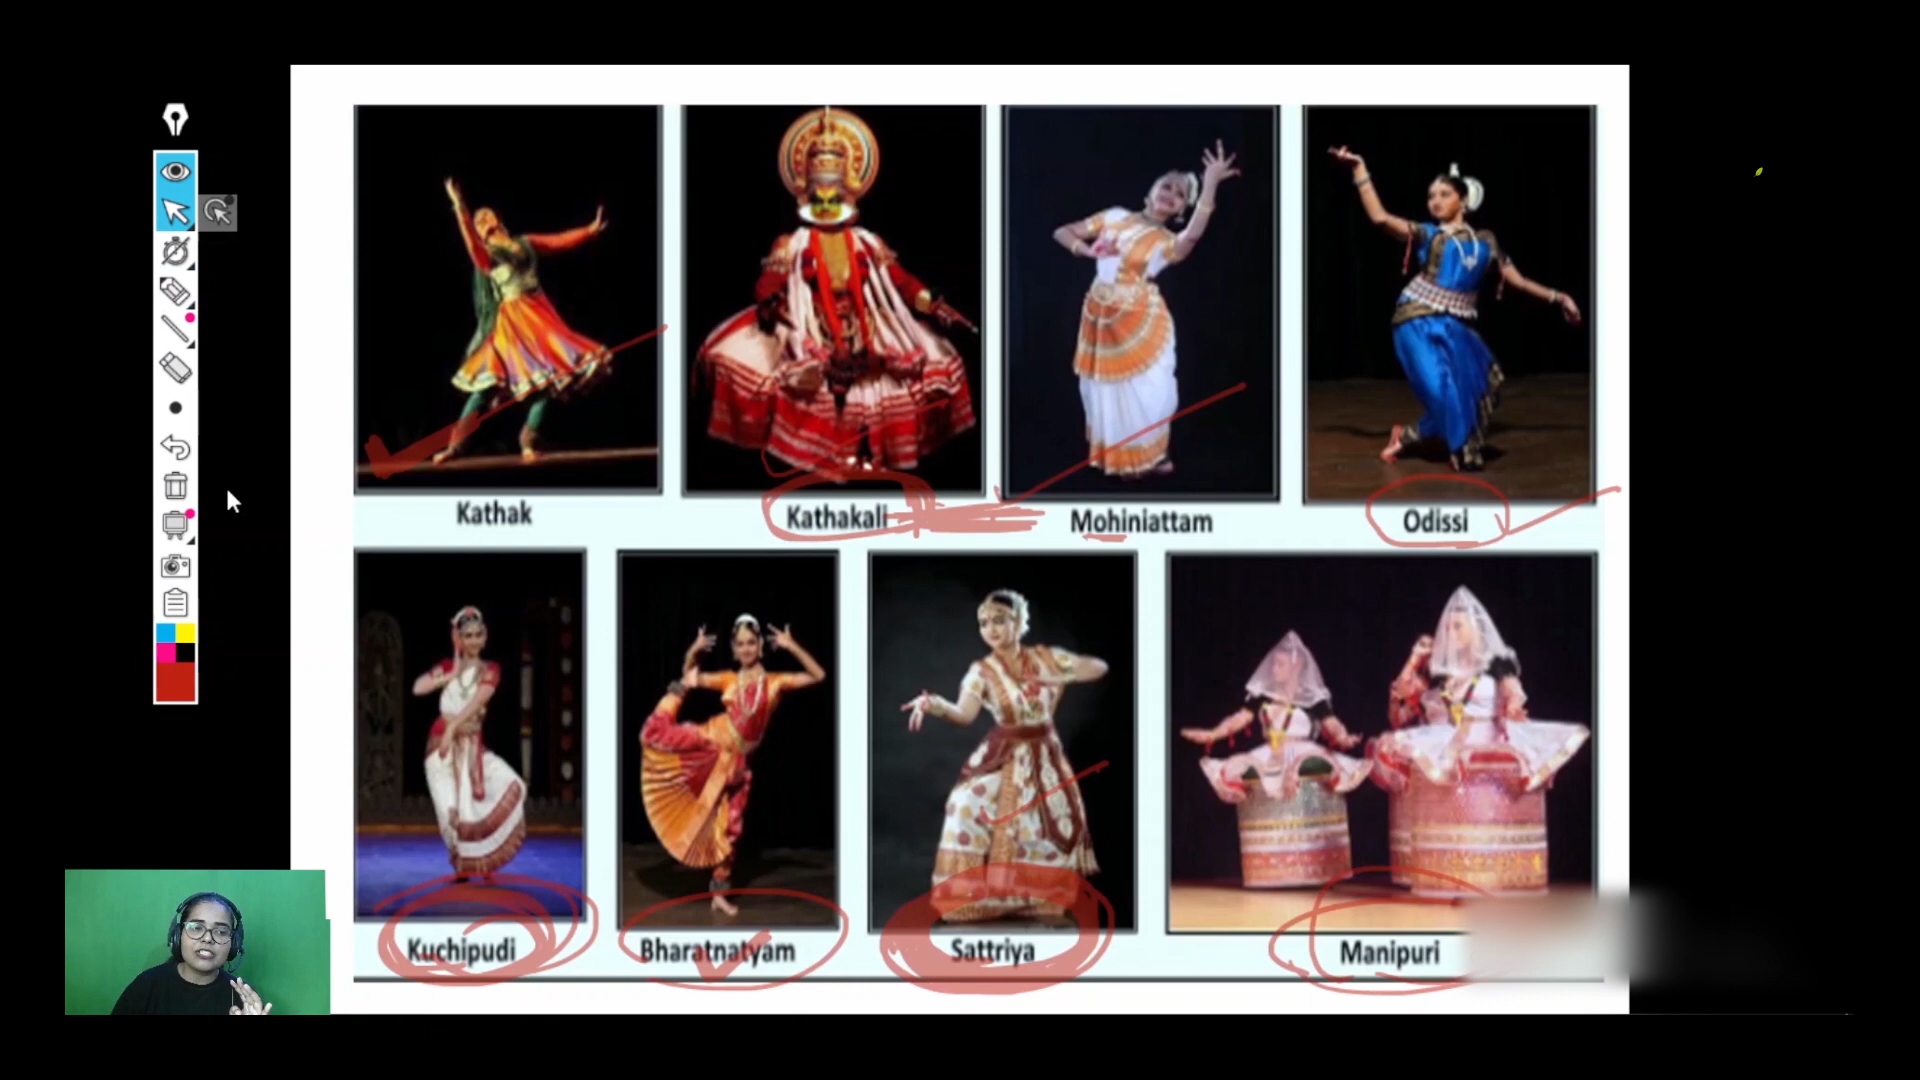 Kathak
Kathakali
Mohiniattam
Odissi
Kuchipudi
Bharatnatyam
Sattriya
Manipuri